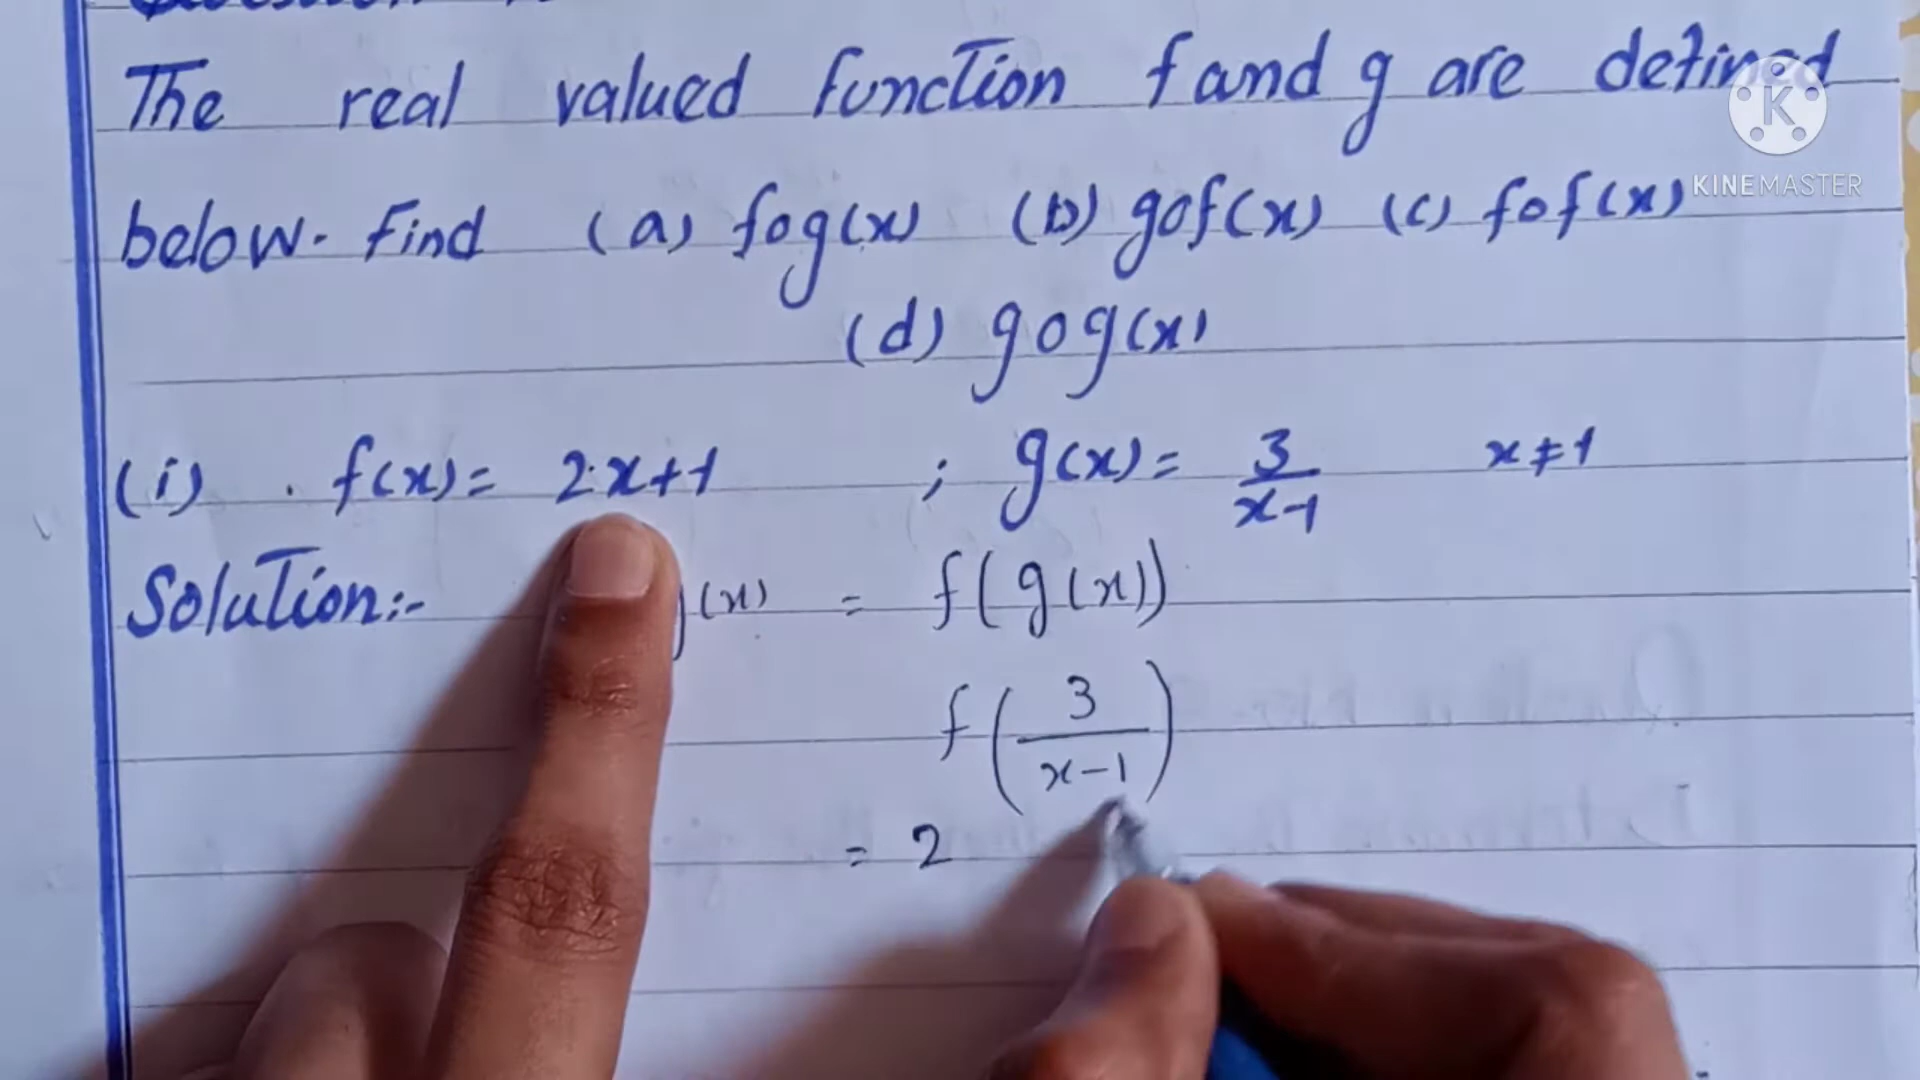 The real valued function f and g are defined
KINEMASTER
below. Find (a) fog(x) (b) gof(x) (c) fof(x)
(d) gog(x)
(i) . f(x) = 2x+1 ; g(x) = 3/(x-1) x≠1
Solution:- g(x) = f(g(x))
f(3/(x-1))
= 2